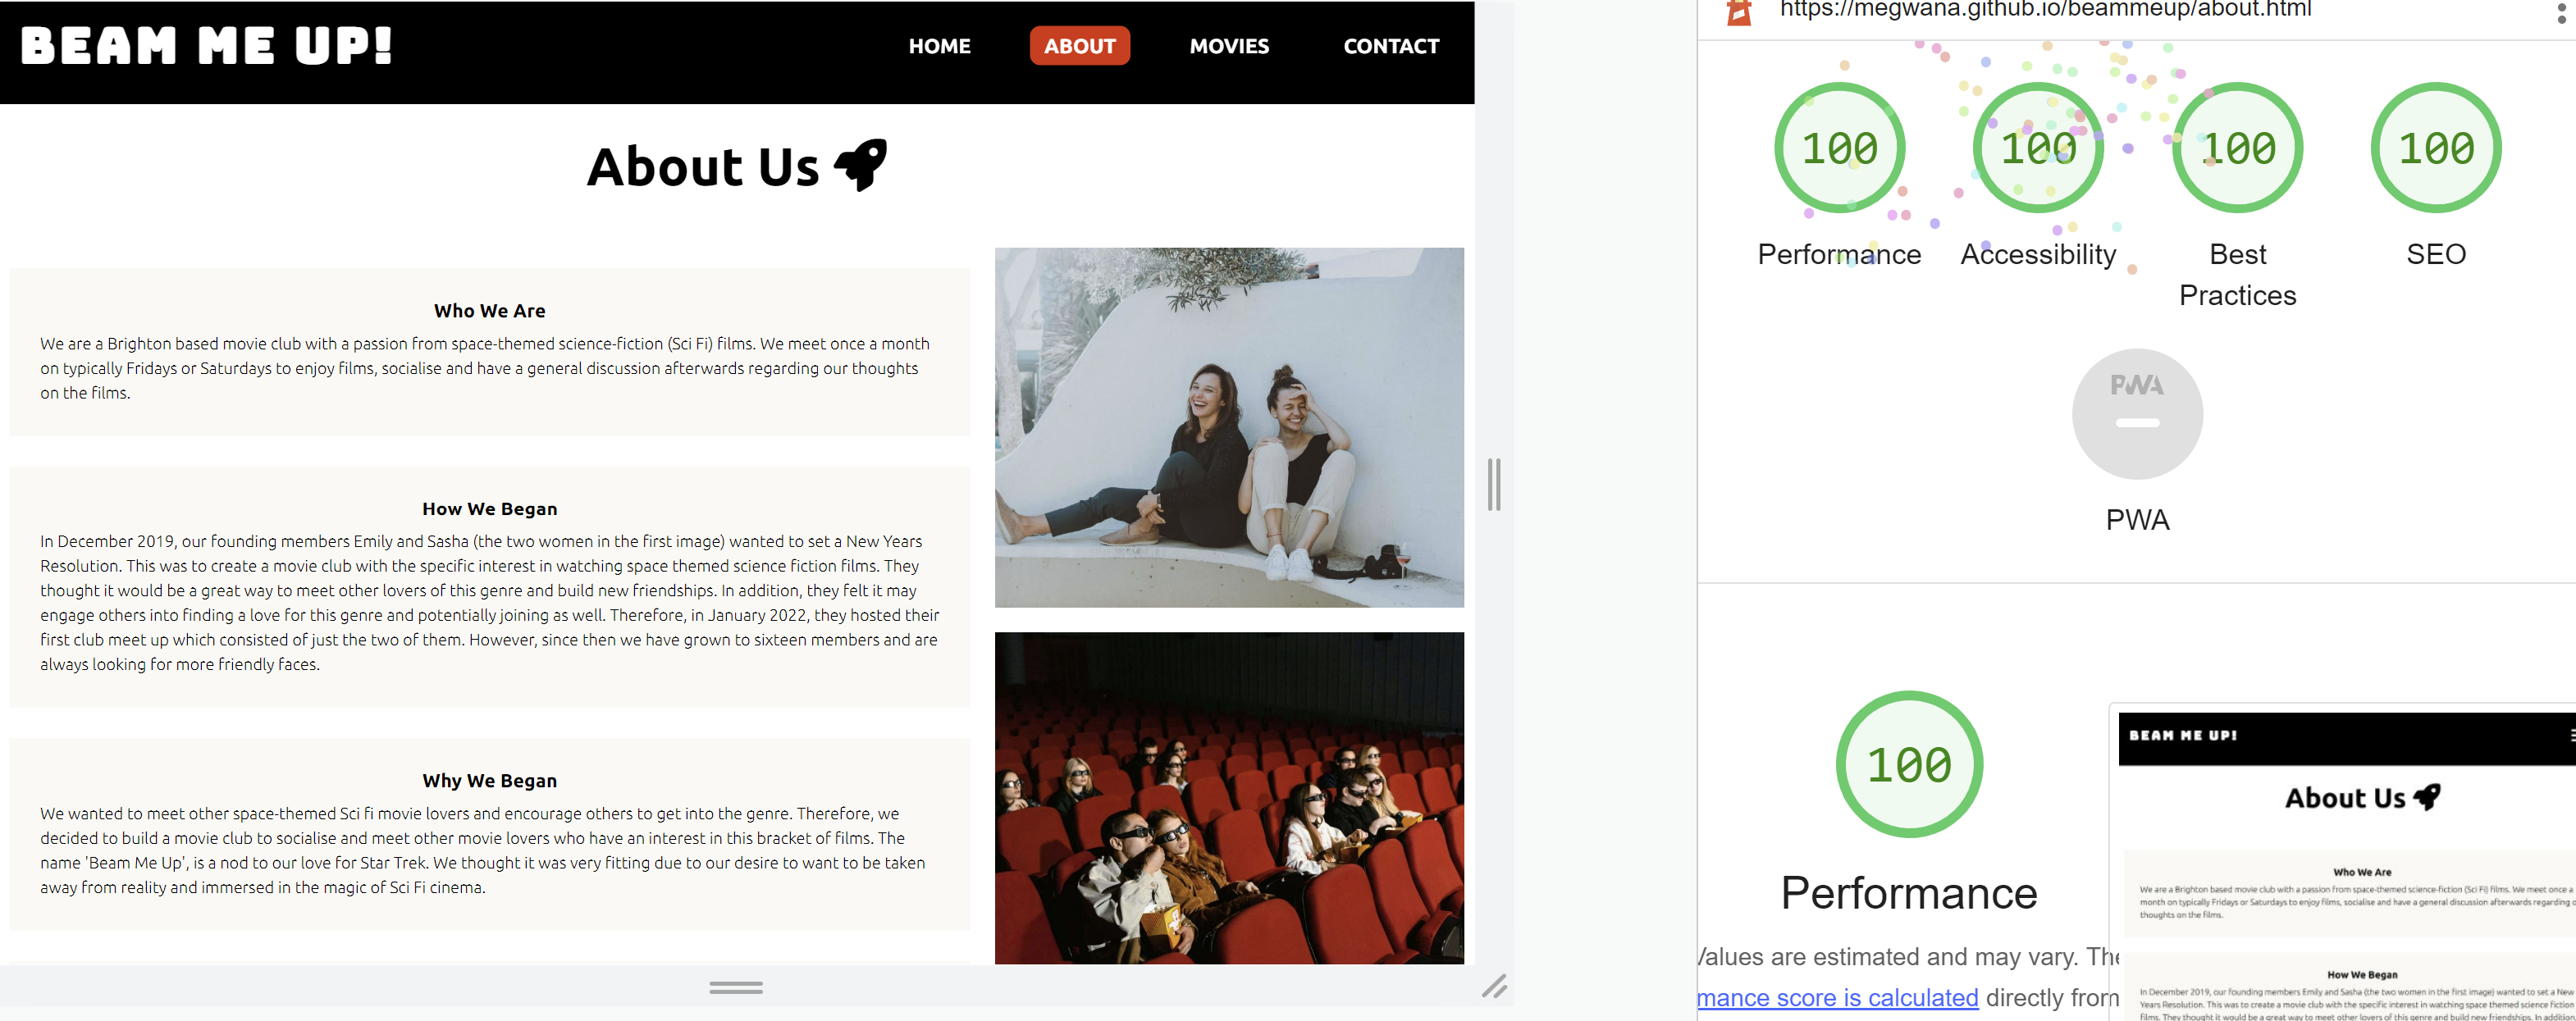 BEAM ME UP!
HOME ABOUT MOVIES CONTACT
About Us
Who We Are
We are a Brighton based movie club with a passion from space-themed science-fiction (Sci Fi) films. We meet once a month
on typically Fridays or Saturdays to enjoy films, socialise and have a general discussion afterwards regarding our thoughts
on the films.
How We Began
In December 2019, our founding members Emily and Sasha (the two women in the first image) wanted to set a New Years
Resolution. This was to create a movie club with the specific interest in watching space themed science fiction films. They
thought it would be a great way to meet other lovers of this genre and build new friendships. In addition, they felt it may
engage others into finding a love for this genre and potentially joining as well. Therefore, in January 2022, they hosted their
first club meet up which consisted of just the two of them. However, since then we have grown to sixteen members and are
always looking for more friendly faces.
Why We Began
We wanted to meet other space-themed Sci fi movie lovers and encourage others to get into the genre. Therefore, we
decided to build a movie club to socialise and meet other movie lovers who have an interest in this bracket of films. The
name 'Beam Me Up', is a nod to our love for Star Trek. We thought it was very fitting due to our desire to want to be taken
away from reality and immersed in the magic of Sci Fi cinema.
https://megwana.github.io/beammeup/about.html
100 100 100 100
Performance Accessibility Best SEO
Practices
PWA
PWA
100
Performance
Values are estimated and may vary. The
mance score is calculated directly from
BEAM ME UP!
About Us
Who We Are
We are a Brighton based movie club with a passion from space-themed science-fiction (Sci Fi) films. We meet once a
month on typically Fridays or Saturdays to enjoy films, socialise and have a general discussion afterwards regarding
thoughts on the films.
How We Began
In December 2019, our founding members Emily and Sasha (the two women in the first image) wanted to set a New
Years Resolution. This was to create a movie club with the specific interest in watching space themed science fiction
films. They thought it would be a great way to meet other lovers of this genre and build new friendships. In addition,